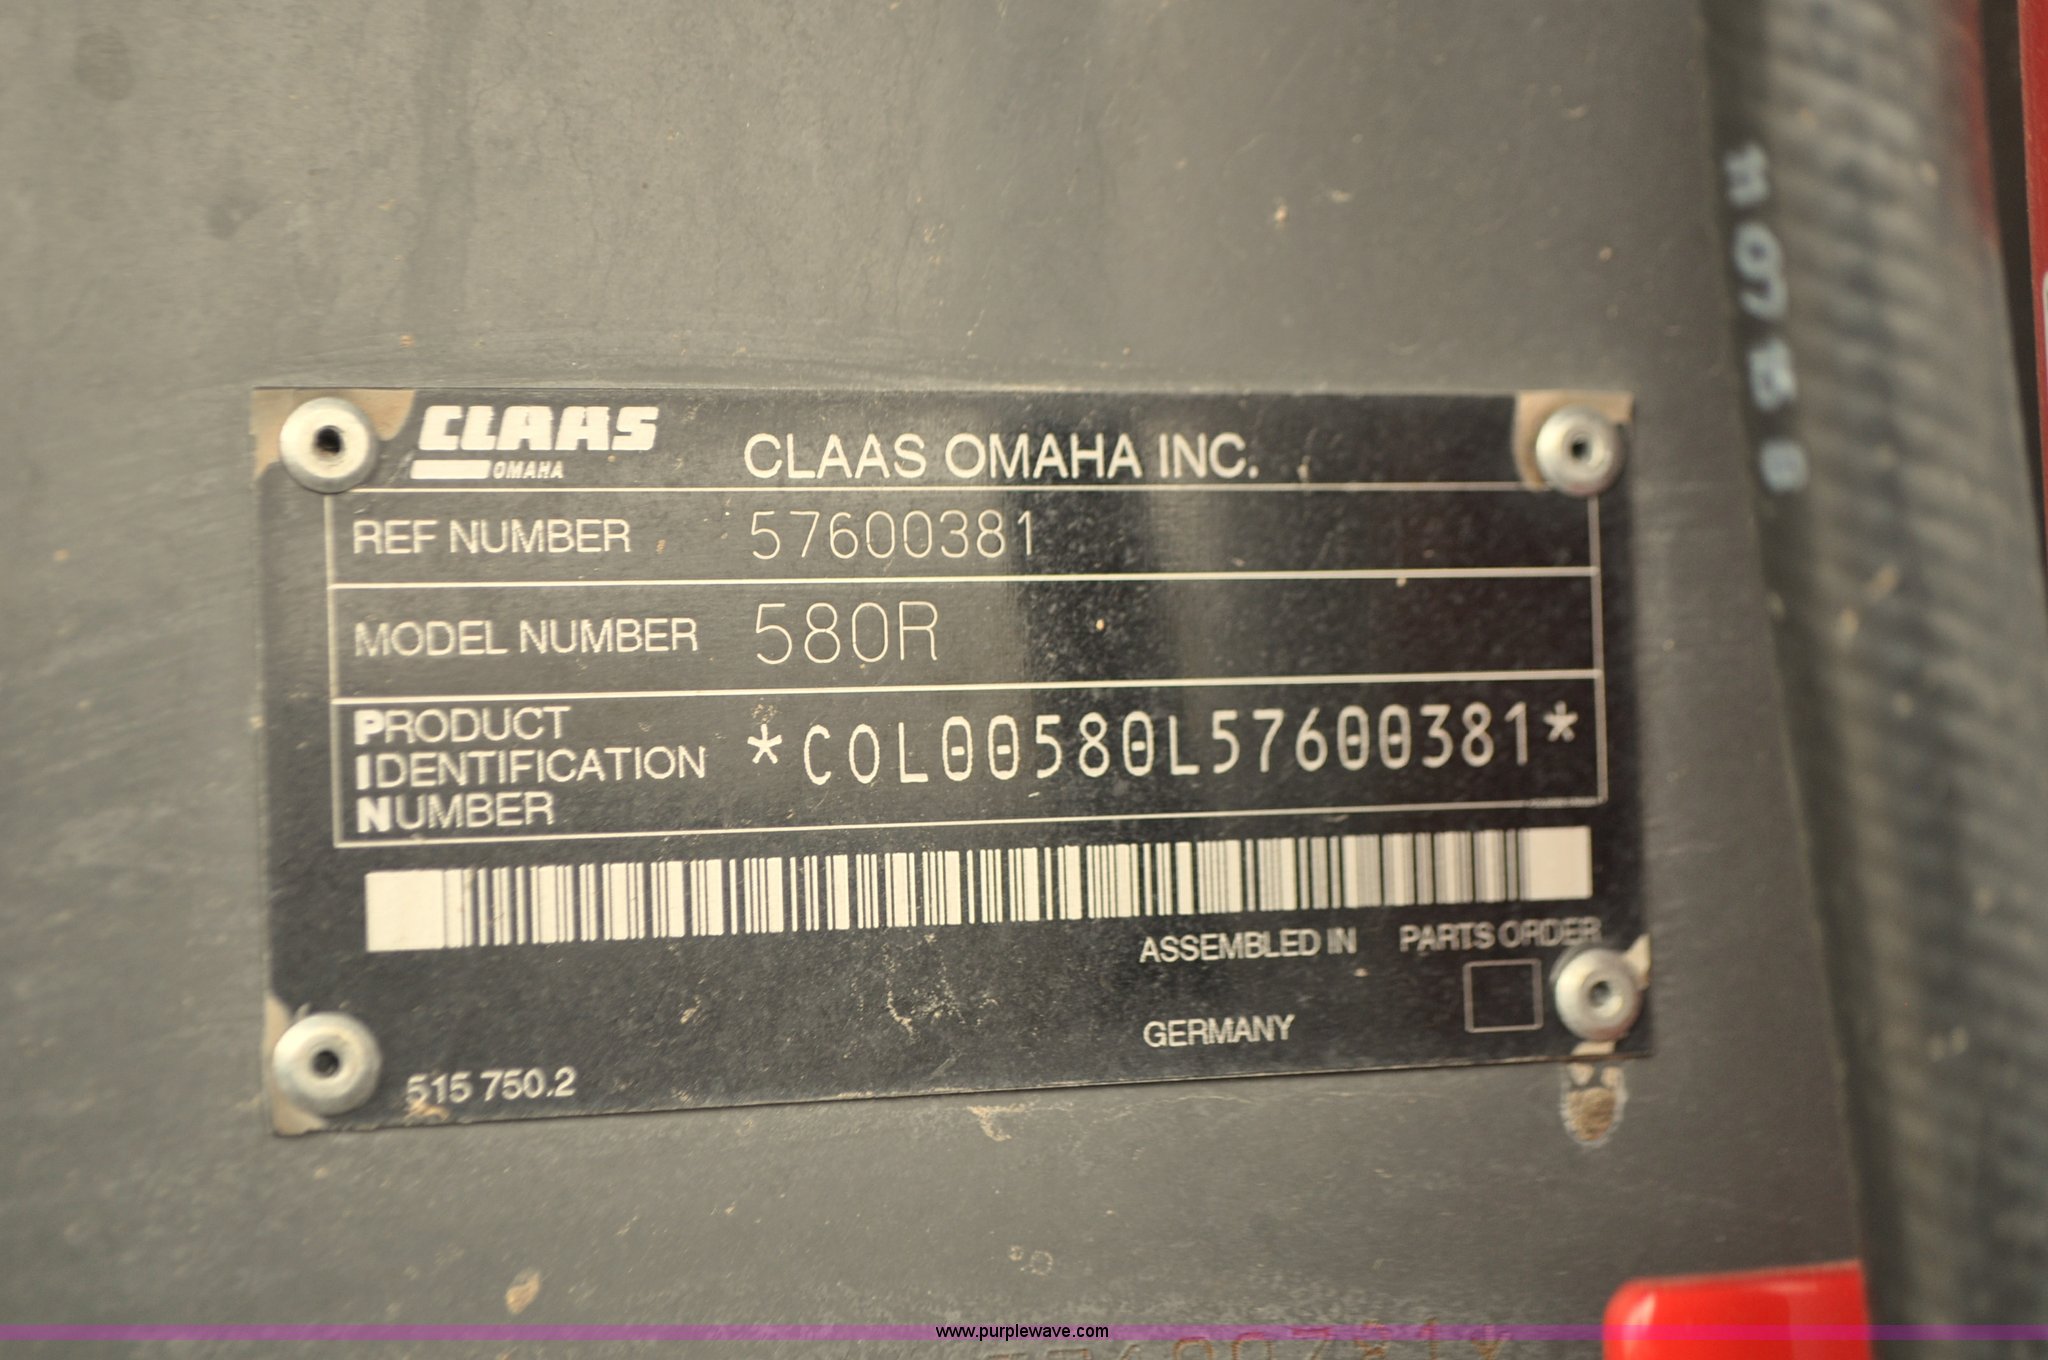 CLAAS
OMAHA
CLAAS OMAHA INC.
REF NUMBER 57600381
MODEL NUMBER 580R
PRODUCT
IDENTIFICATION
NUMBER
*COL00580L57600381*
ASSEMBLED IN PARTS ORDER
GERMANY
515 750.2
www.purplewave.com